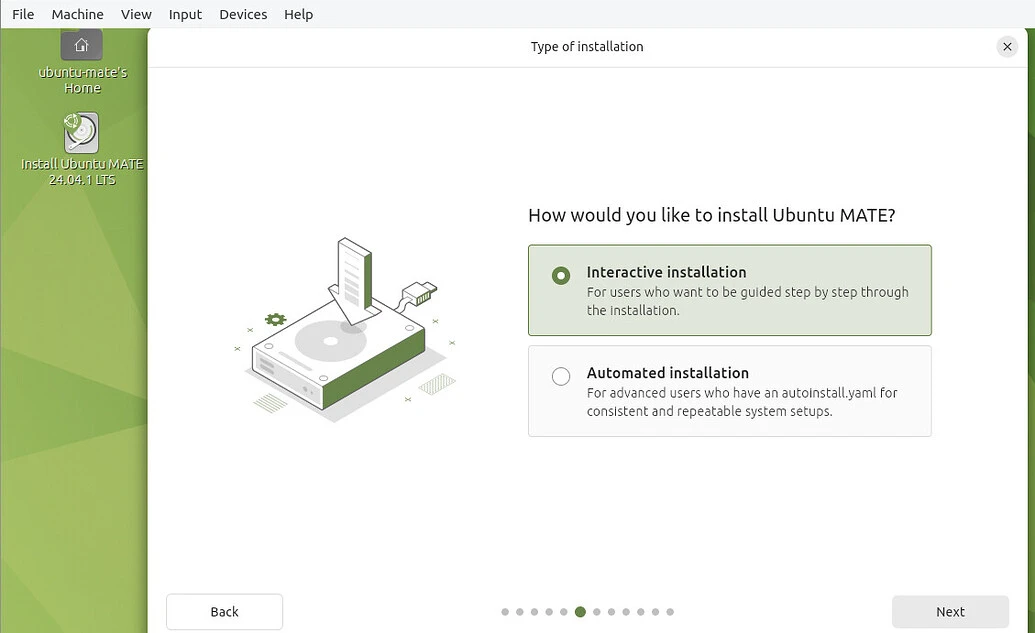 File Machine View Input Devices Help
ubuntu-mate's
Home
Install Ubuntu MATE
24.04.1 LTS
Type of installation
How would you like to install Ubuntu MATE?
Interactive installation
For users who want to be guided step by step through
the installation.
Automated installation
For advanced users who have an autoinstall.yaml for
consistent and repeatable system setups.
Back
Next